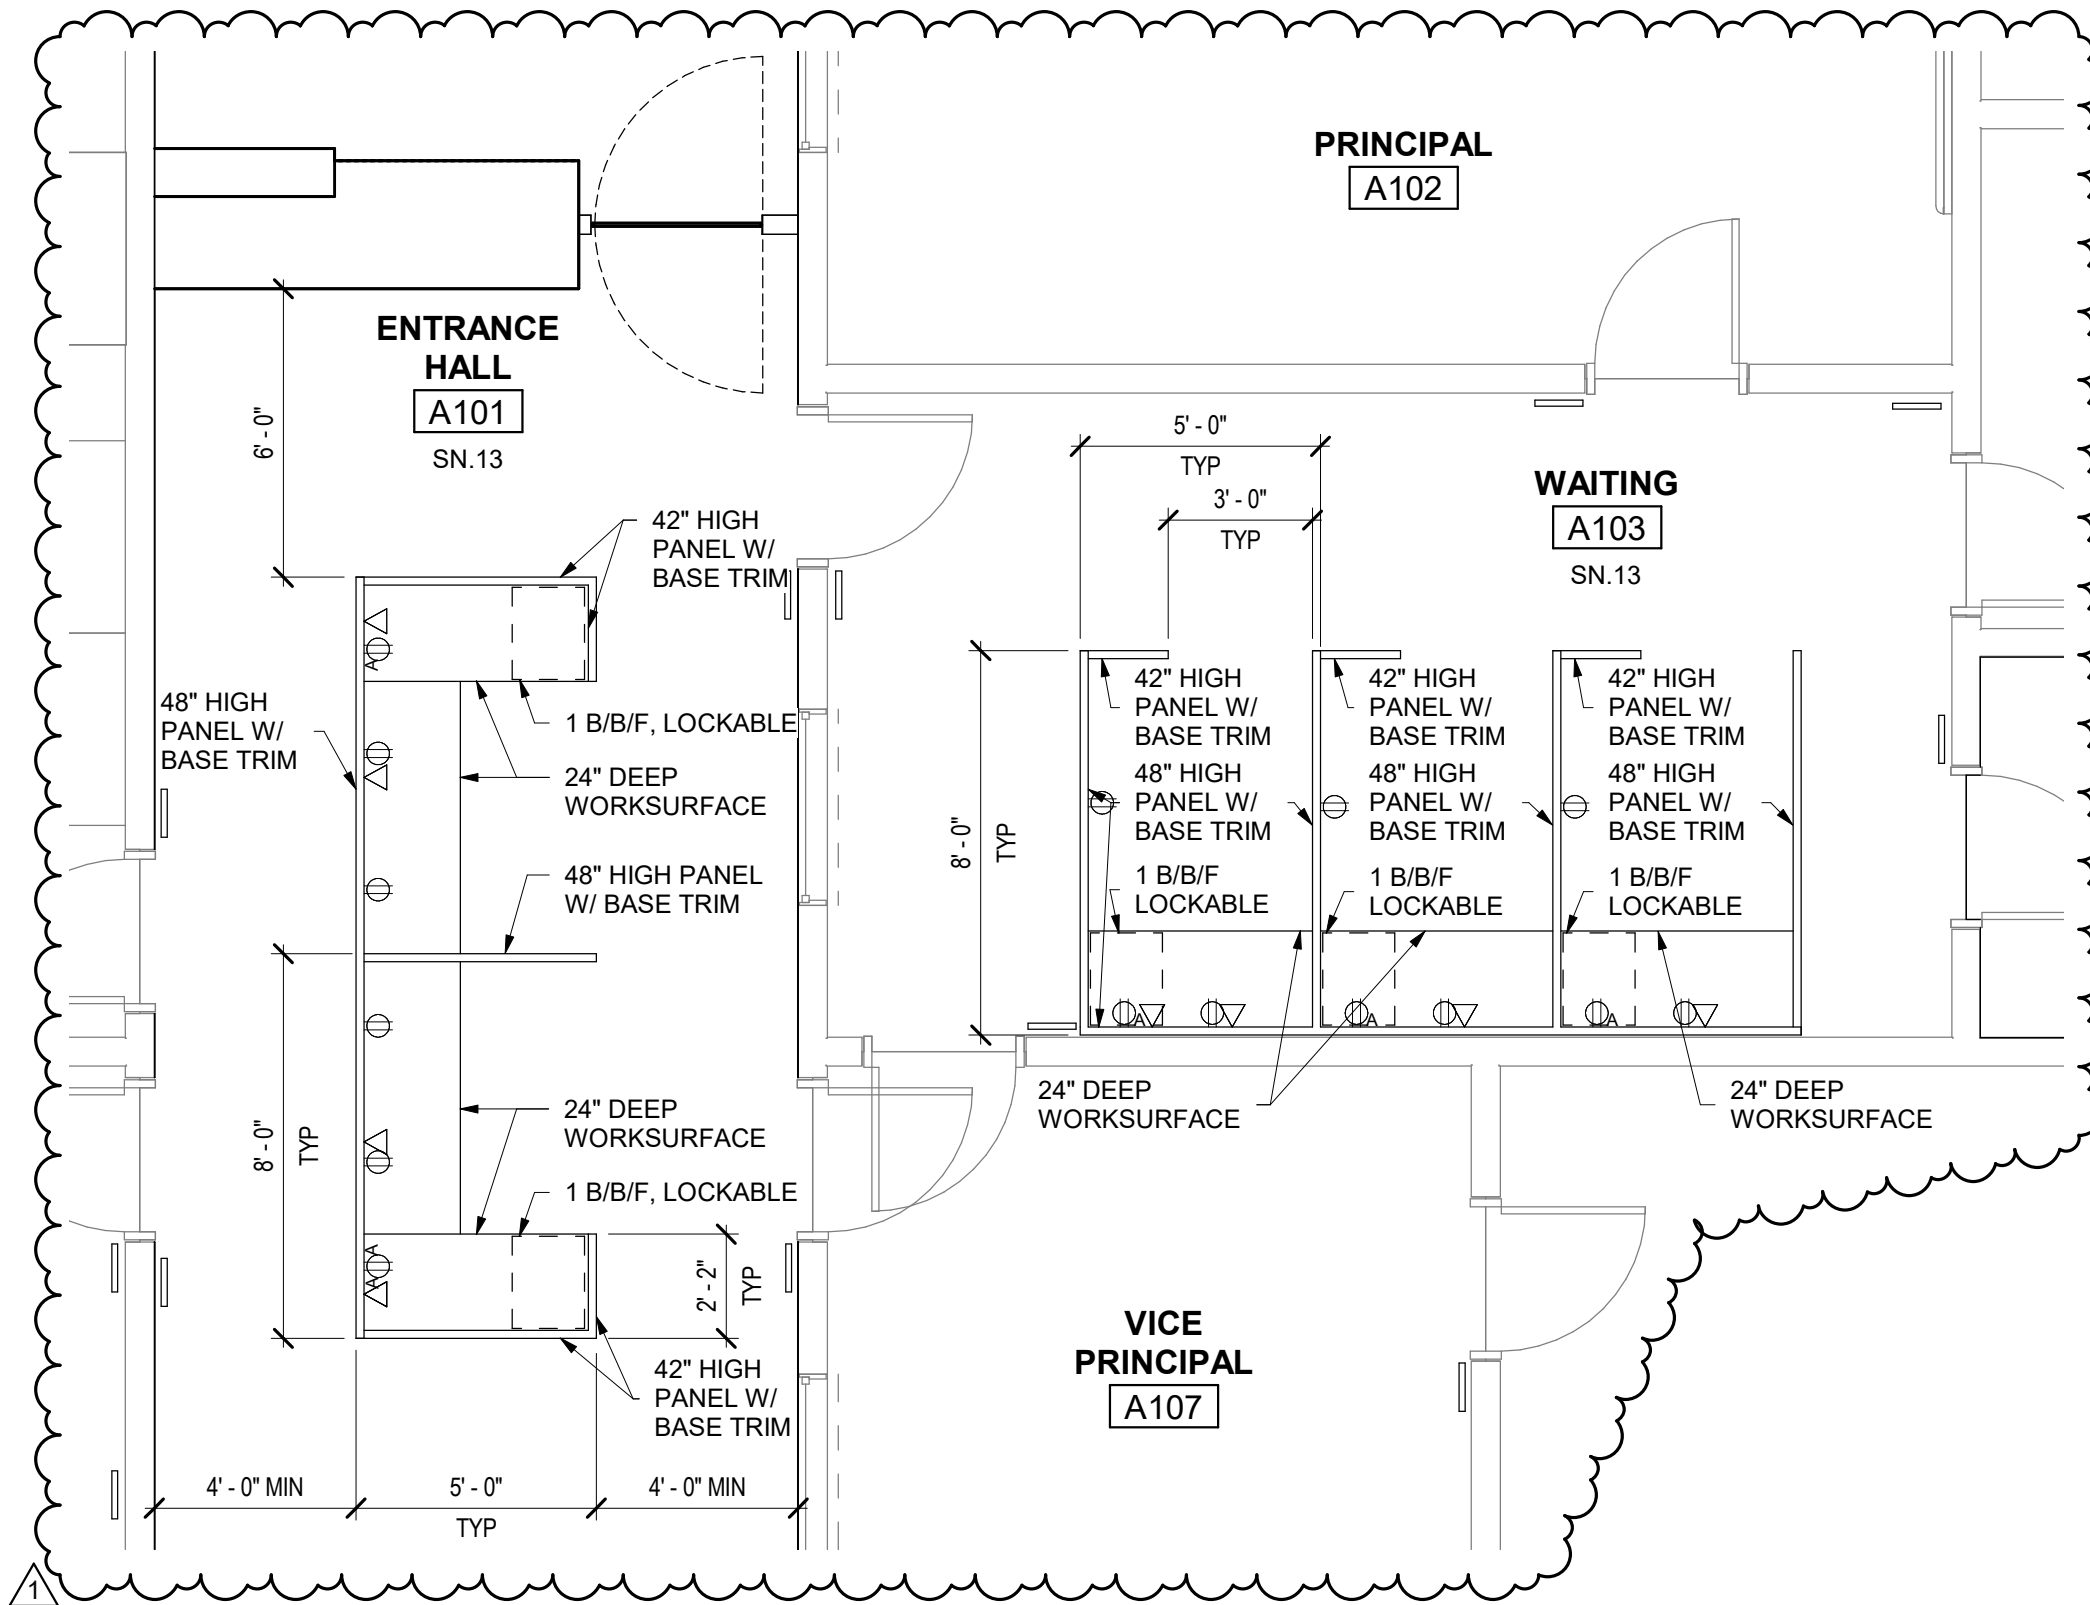 PRINCIPAL
A102
ENTRANCE
HALL
A101
SN.13
6' - 0"
5' - 0"
TYP
3' - 0"
TYP
WAITING
A103
SN.13
42" HIGH
PANEL W/
BASE TRIM
48" HIGH
PANEL W/
BASE TRIM
1 B/B/F, LOCKABLE
24" DEEP
WORKSURFACE
48" HIGH PANEL
W/ BASE TRIM
A
8' - 0"
TYP
42" HIGH
PANEL W/
BASE TRIM
48" HIGH
PANEL W/
BASE TRIM
1 B/B/F
LOCKABLE
42" HIGH
PANEL W/
BASE TRIM
48" HIGH
PANEL W/
BASE TRIM
1 B/B/F
LOCKABLE
42" HIGH
PANEL W/
BASE TRIM
48" HIGH
PANEL W/
BASE TRIM
1 B/B/F
LOCKABLE
A
A
A
24" DEEP
WORKSURFACE
24" DEEP
WORKSURFACE
8' - 0"
TYP
24" DEEP
WORKSURFACE
1 B/B/F, LOCKABLE
A
A
2' - 2"
TYP
42" HIGH
PANEL W/
BASE TRIM
VICE
PRINCIPAL
A107
4' - 0" MIN
5' - 0"
TYP
4' - 0" MIN
1